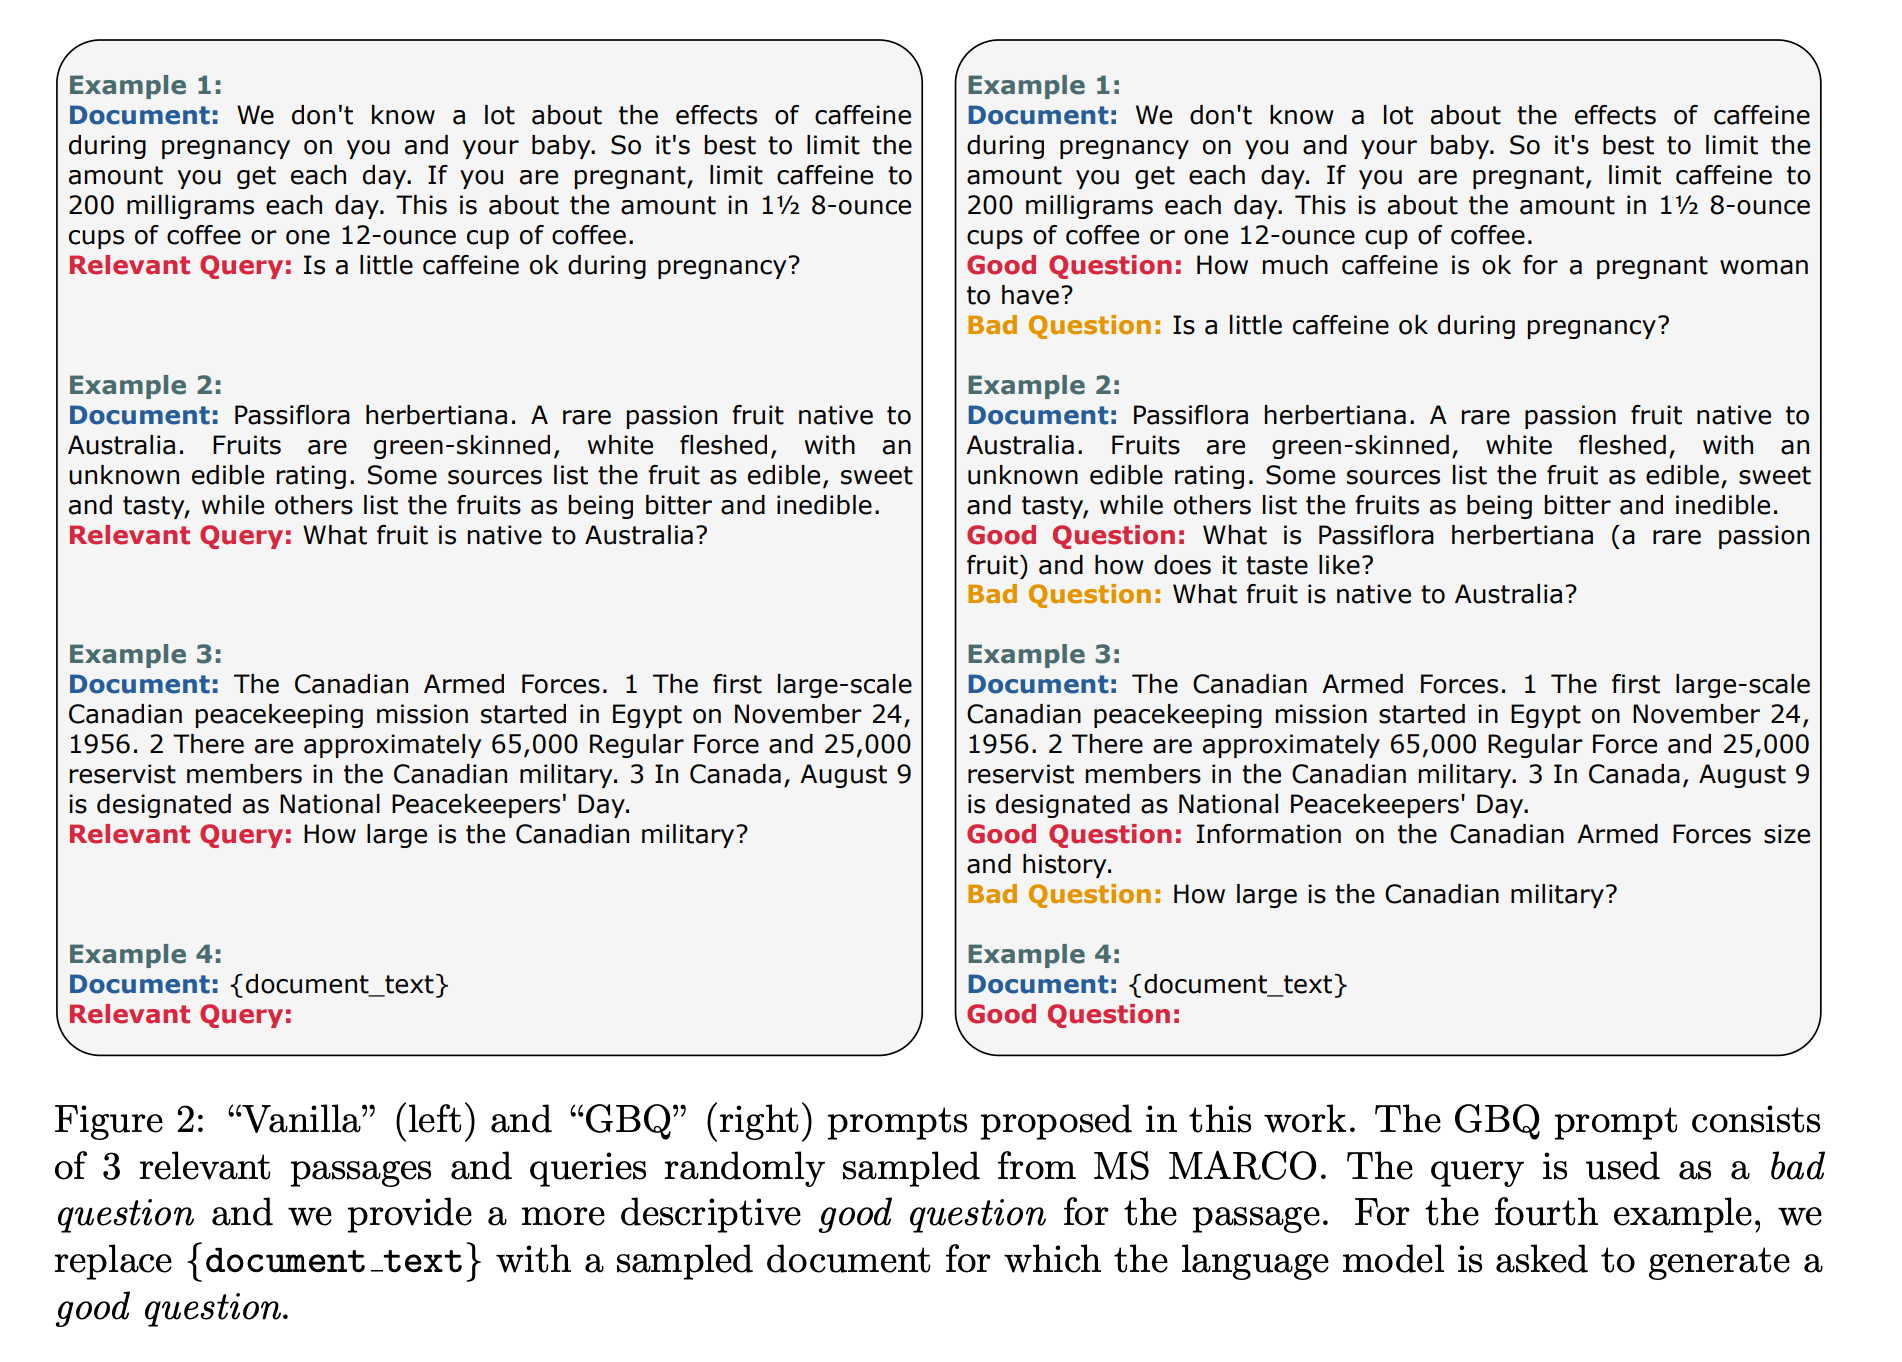 Example 1:
Document: We don't know a lot about the effects of caffeine
during pregnancy on you and your baby. So it's best to limit the
amount you get each day. If you are pregnant, limit caffeine to
200 milligrams each day. This is about the amount in 1½ 8-ounce
cups of coffee or one 12-ounce cup of coffee.
Relevant Query: Is a little caffeine ok during pregnancy?
Example 2:
Document: Passiflora herbertiana. A rare passion fruit native to
Australia. Fruits are green-skinned, white fleshed, with an
unknown edible rating. Some sources list the fruit as edible, sweet
and tasty, while others list the fruits as being bitter and inedible.
Relevant Query: What fruit is native to Australia?
Example 3:
Document: The Canadian Armed Forces. 1 The first large-scale
Canadian peacekeeping mission started in Egypt on November 24,
1956. 2 There are approximately 65,000 Regular Force and 25,000
reservist members in the Canadian military. 3 In Canada, August 9
is designated as National Peacekeepers' Day.
Relevant Query: How large is the Canadian military?
Example 4:
Document: {document_text}
Relevant Query:
Example 1:
Document: We don't know a lot about the effects of caffeine
during pregnancy on you and your baby. So it's best to limit the
amount you get each day. If you are pregnant, limit caffeine to
200 milligrams each day. This is about the amount in 1½ 8-ounce
cups of coffee or one 12-ounce cup of coffee.
Good Question: How much caffeine is ok for a pregnant woman
to have?
Bad Question: Is a little caffeine ok during pregnancy?
Example 2:
Document: Passiflora herbertiana. A rare passion fruit native to
Australia. Fruits are green-skinned, white fleshed, with an
unknown edible rating. Some sources list the fruit as edible, sweet
and tasty, while others list the fruits as being bitter and inedible.
Good Question: What is Passiflora herbertiana (a rare passion
fruit) and how does it taste like?
Bad Question: What fruit is native to Australia?
Example 3:
Document: The Canadian Armed Forces. 1 The first large-scale
Canadian peacekeeping mission started in Egypt on November 24,
1956. 2 There are approximately 65,000 Regular Force and 25,000
reservist members in the Canadian military. 3 In Canada, August 9
is designated as National Peacekeepers' Day.
Good Question: Information on the Canadian Armed Forces size
and history.
Bad Question: How large is the Canadian military?
Example 4:
Document: {document_text}
Good Question:
Figure 2: “Vanilla” (left) and “GBQ” (right) prompts proposed in this work. The GBQ prompt consists
of 3 relevant passages and queries randomly sampled from MS MARCO. The query is used as a bad
question and we provide a more descriptive good question for the passage. For the fourth example, we
replace {document_text} with a sampled document for which the language model is asked to generate a
good question.